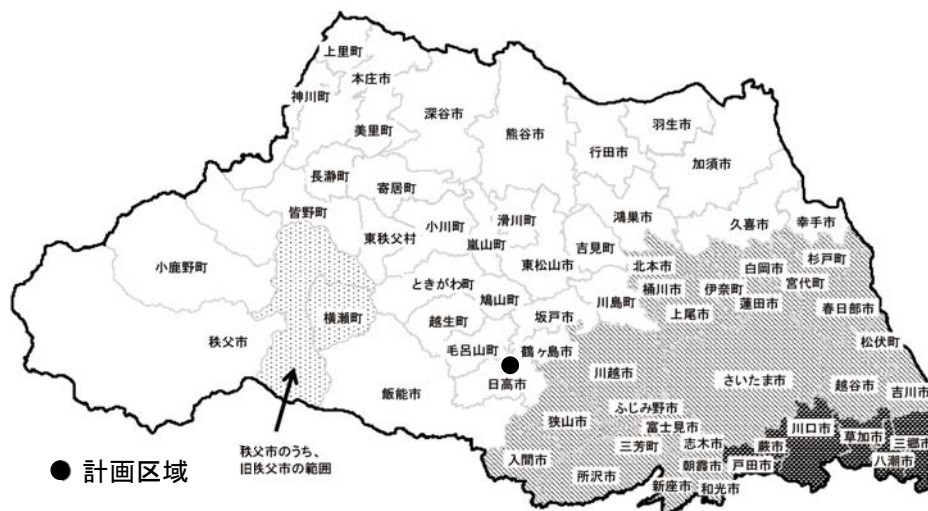 上里町
本庄市
神川町
深谷市
熊谷市
羽生市
美里町
行田市
加須市
長瀞町
寄居町
皆野町
小川町
滑川町
鴻巣市
久喜市
幸手市
東秩父村
嵐山町
吉見町
小鹿野町
東松山市
北本市
白岡市
杉戸町
ときがわ町
桶川市
伊奈町
宮代町
鳩山町
川島町
蓮田市
横瀬町
越生町
坂戸市
上尾市
春日部市
秩父市
毛呂山町
鶴ヶ島市
松伏町
日高市
川越市
さいたま市
越谷市
吉川市
飯能市
ふじみ野市
狭山市
富士見市
川口市
草加市
三郷市
秩父市のうち、
旧秩父市の範囲
入間市
三芳町
志木市
蕨市
戸田市
八潮市
朝霞市
所沢市
新座市
和光市
● 計画区域